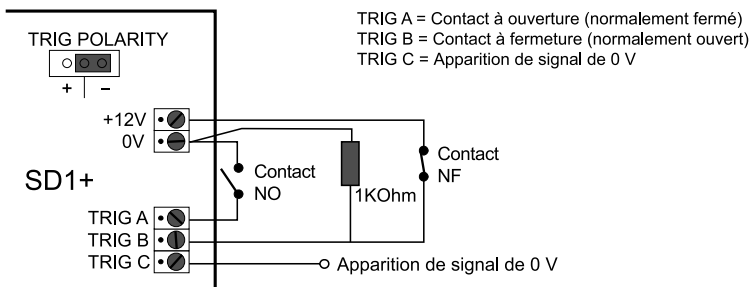 TRIG A = Contact à ouverture (normalement fermé)
TRIG B = Contact à fermeture (normalement ouvert)
TRIG C = Apparition de signal de 0 V
TRIG POLARITY
+ −
+12V
0V
SD1+
Contact
NO
1KOhm
Contact
NF
TRIG A
TRIG B
TRIG C
Apparition de signal de 0 V